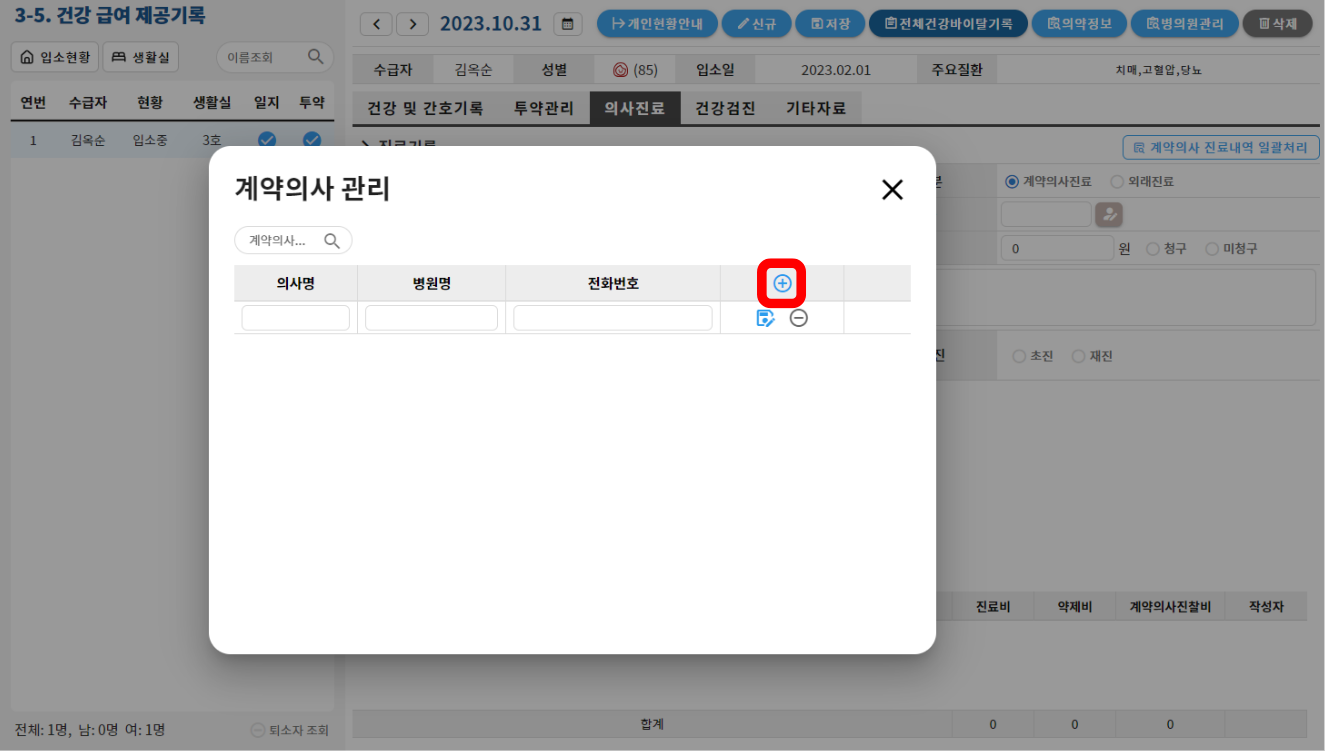 3-5. 건강 급여 제공기록
입소현황 생활실 이름조회
연번 수급자 현황 생활실 일지 투약
1 김옥순 입소중 3호
전체: 1명, 남: 0명 여: 1명 퇴소자 조회
2023.10.31 개인현황안내 신규 저장 전체건강바이탈기록 의약정보 병의원관리 삭제
수급자 김옥순 성별 (85) 입소일 2023.02.01 주요질환 치매,고혈압,당뇨
건강 및 간호기록 투약관리 의사진료 건강검진 기타자료
계약의사 진료내역 일괄처리
계약의사진료 외래진료
0 원 청구 미청구
초진 재진
계약의사 관리
계약의사...
의사명 병원명 전화번호
진료비 약제비 계약의사진찰비 작성자
합계 0 0 0